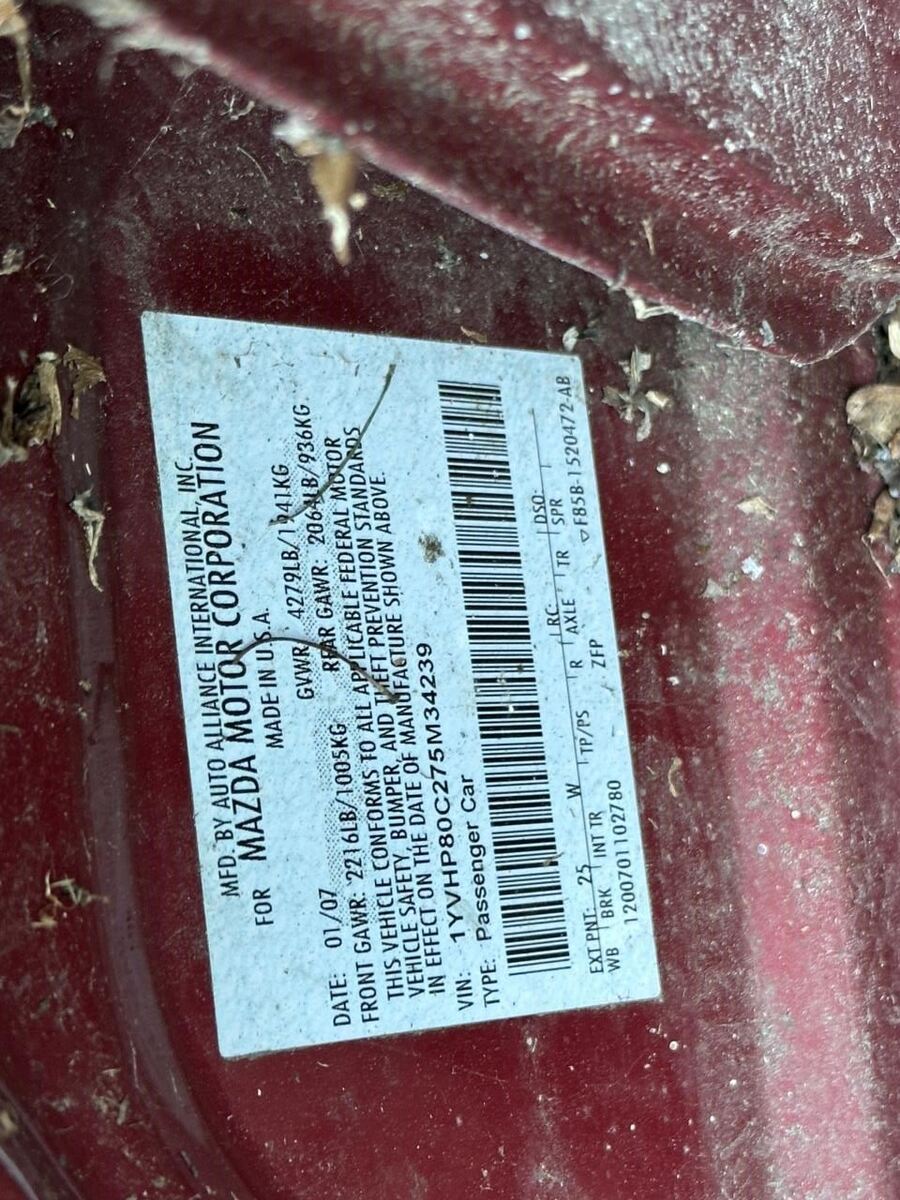 MFD. BY AUTO ALLIANCE INTERNATIONAL, INC.
FOR MAZDA MOTOR CORPORATION
MADE IN U.S.A.
DATE: 01/07 GVWR: 4279LB/1941KG
FRONT GAWR: 2216LB/1005KG REAR GAWR: 2064LB/936KG
THIS VEHICLE CONFORMS TO ALL APPLICABLE FEDERAL MOTOR
VEHICLE SAFETY, BUMPER, AND THEFT PREVENTION STANDARDS
IN EFFECT ON THE DATE OF MANUFACTURE SHOWN ABOVE.
VIN: 1YVHP80C275M34239
TYPE: Passenger Car
EXT PNT: 25 W RC DSO:
WB BRK INT TR TP/PS R AXLE TR SPR
1200701102780 ZFP ▽F85B-1520472-AB